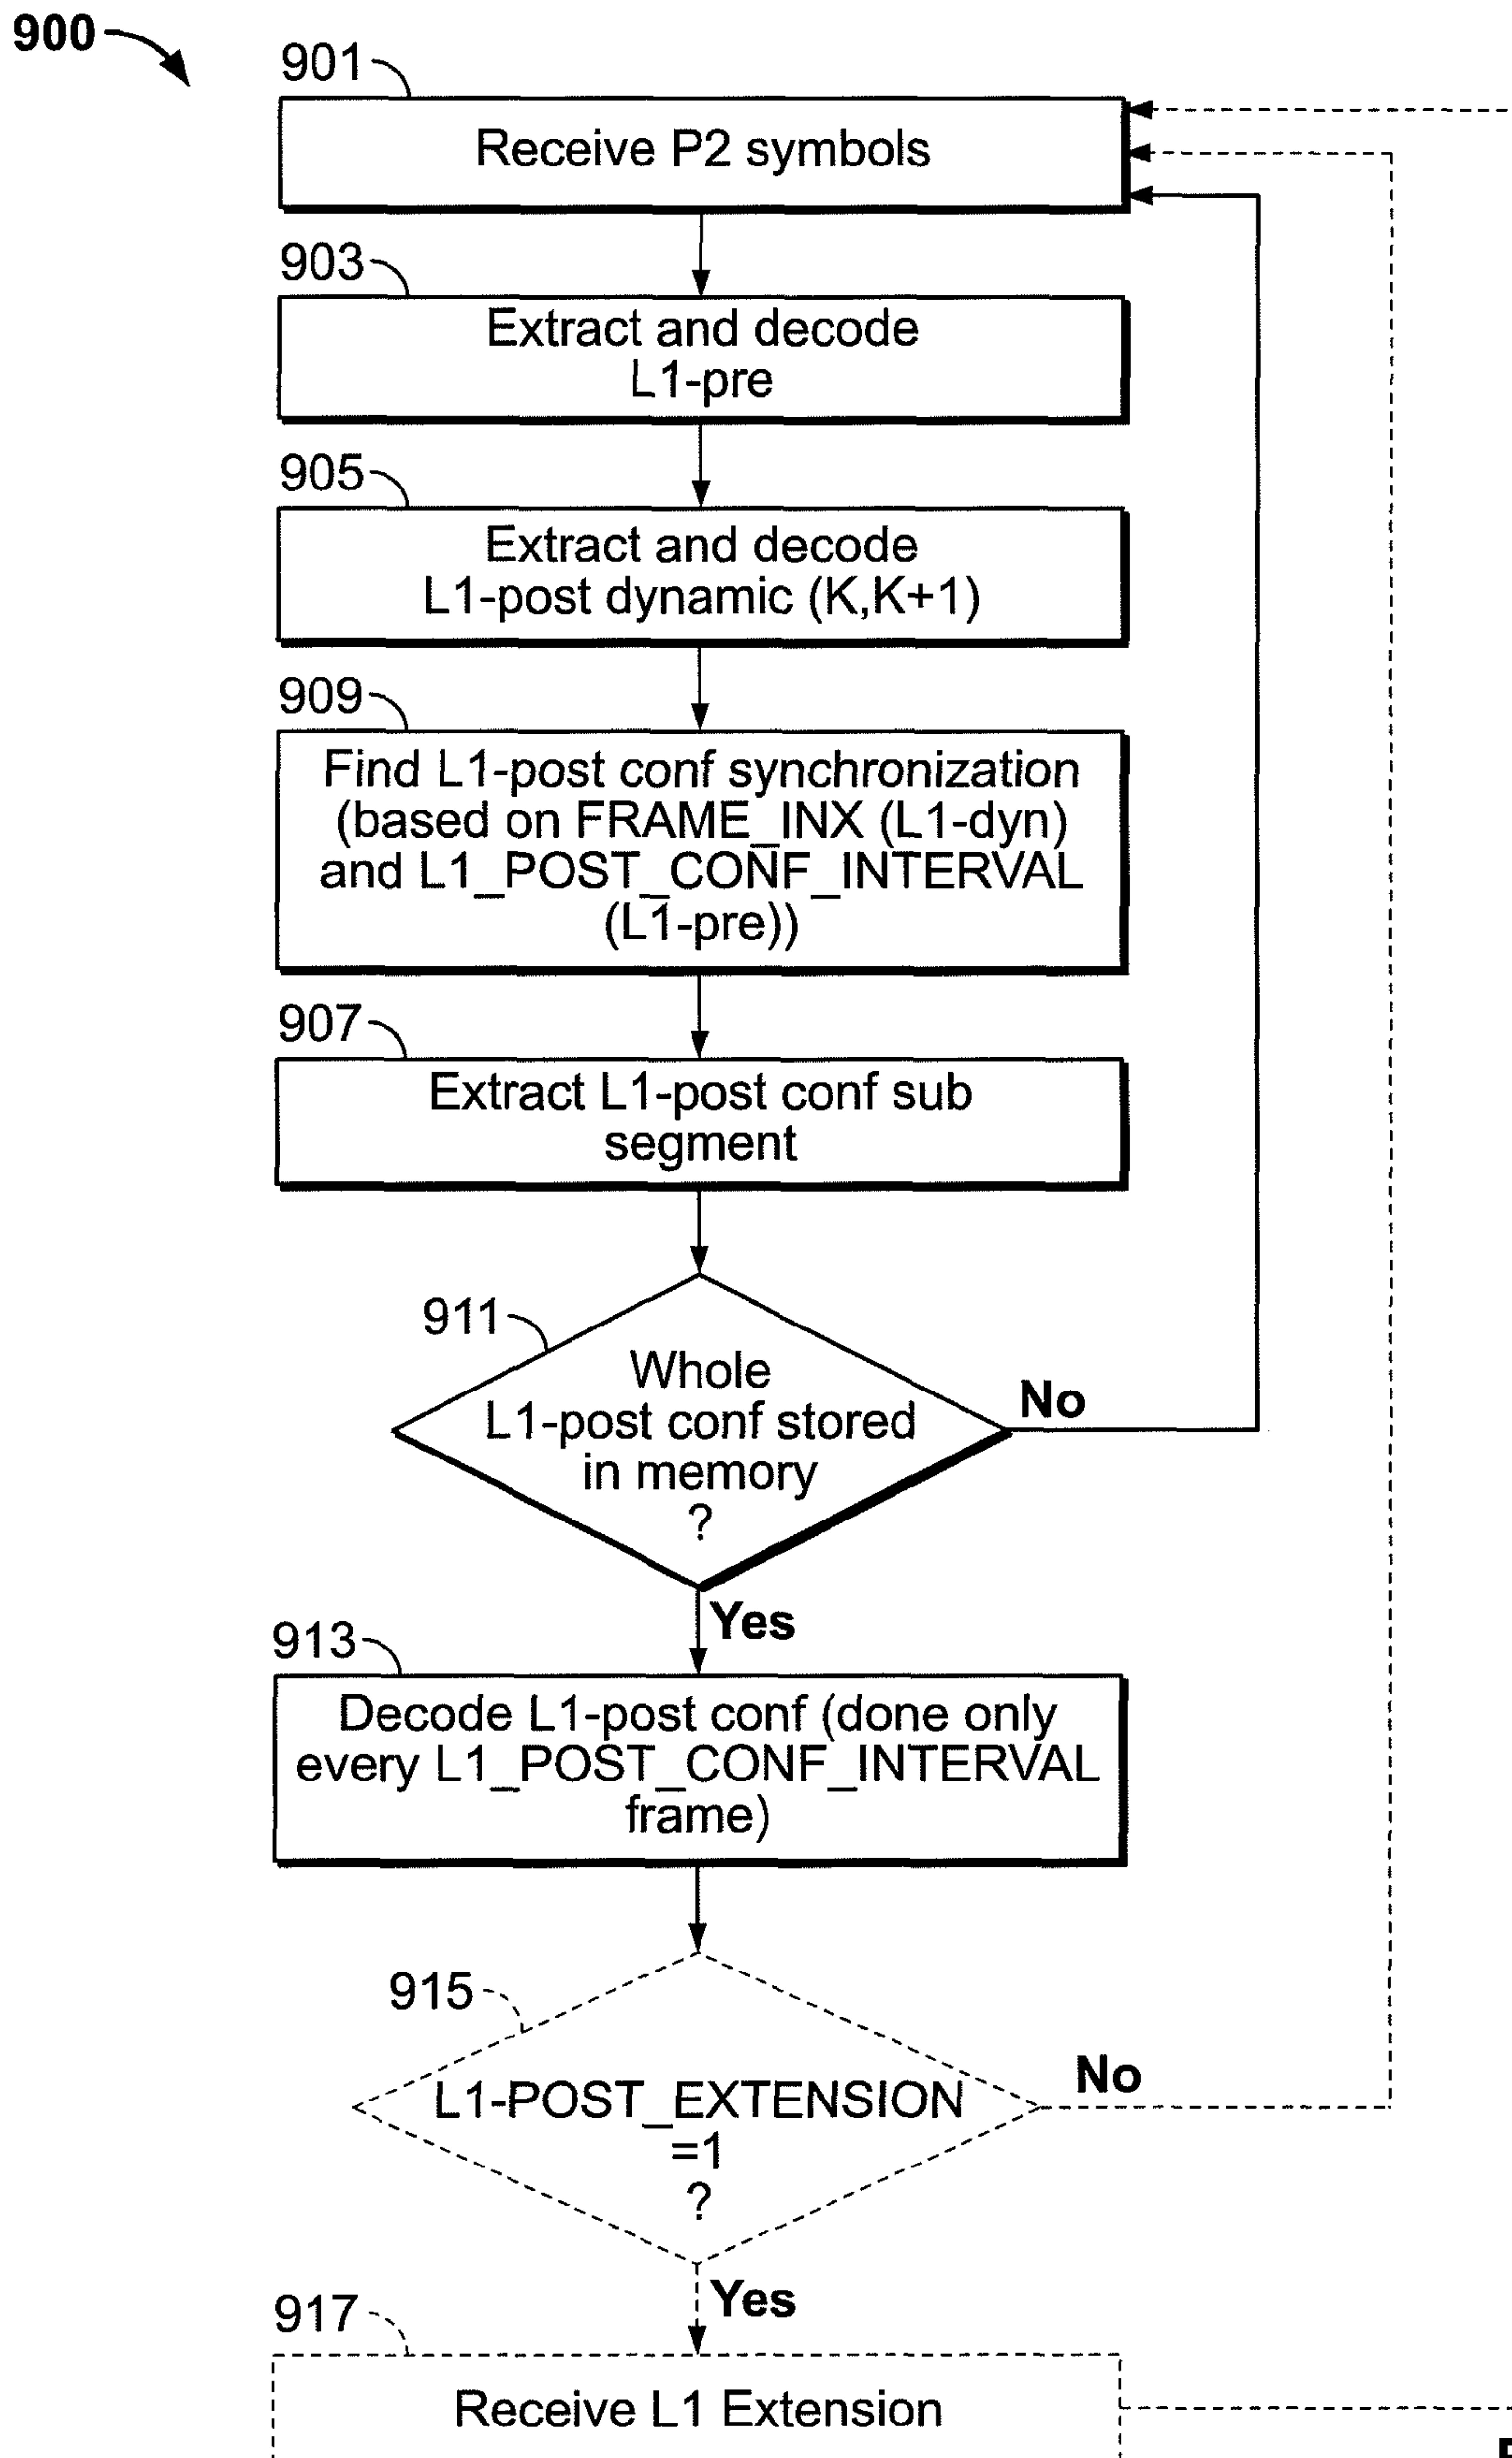 900
901
Receive P2 symbols
903
Extract and decode
L1-pre
905
Extract and decode
L1-post dynamic (K,K+1)
909
Find L1-post conf synchronization
(based on FRAME_INX (L1-dyn)
and L1_POST_CONF_INTERVAL
(L1-pre))
907
Extract L1-post conf sub
segment
911
Whole
L1-post conf stored
in memory
?
No
Yes
913
Decode L1-post conf (done only
every L1_POST_CONF_INTERVAL
frame)
915
L1-POST_EXTENSION
=1
?
No
Yes
917
Receive L1 Extension